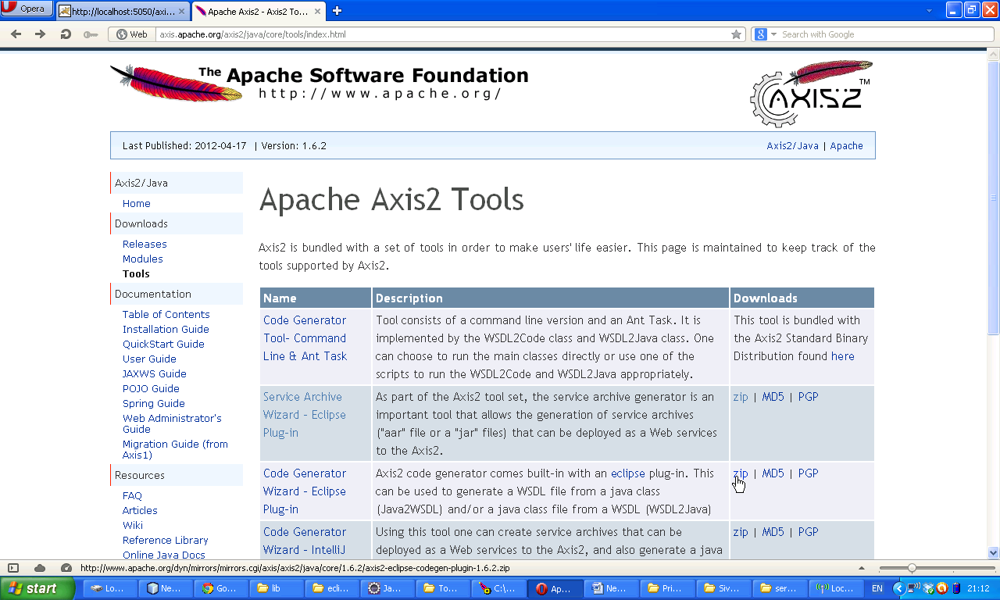 Opera
http://localhost:5050/axi...
Apache Axis2 - Axis2 To...
Web
axis.apache.org/axis2/java/core/tools/index.html
Search with Google
The Apache Software Foundation
http://www.apache.org/
AXIS2 TM
Last Published: 2012-04-17 | Version: 1.6.2
Axis2/Java | Apache
Axis2/Java
Home
Downloads
Releases
Modules
Tools
Documentation
Table of Contents
Installation Guide
QuickStart Guide
User Guide
JAXWS Guide
POJO Guide
Spring Guide
Web Administrator's
Guide
Migration Guide (from
Axis1)
Resources
FAQ
Articles
Wiki
Reference Library
Online Java Docs
Apache Axis2 Tools
Axis2 is bundled with a set of tools in order to make users' life easier. This page is maintained to keep track of the
tools supported by Axis2.
Name
Description
Downloads
Code Generator
Tool- Command
Line & Ant Task
Tool consists of a command line version and an Ant Task. It is
implemented by the WSDL2Code class and WSDL2Java class. One
can choose to run the main classes directly or use one of the
scripts to run the WSDL2Code and WSDL2Java appropriately.
This tool is bundled with
the Axis2 Standard Binary
Distribution found here
Service Archive
Wizard - Eclipse
Plug-in
As part of the Axis2 tool set, the service archive generator is an
important tool that allows the generation of service archives
("aar" file or a "jar" files) that can be deployed as a Web services
to the Axis2.
zip | MD5 | PGP
Code Generator
Wizard - Eclipse
Plug-in
Axis2 code generator comes built-in with an eclipse plug-in. This
can be used to generate a WSDL file from a java class
(Java2WSDL) and/or a java class file from a WSDL (WSDL2Java)
zip | MD5 | PGP
Code Generator
Wizard - IntelliJ
Using this tool one can create service archives that can be
deployed as a Web services to the Axis2, and also generate a java
zip | MD5 | PGP
http://www.apache.org/dyn/mirrors/mirrors.cgi/axis/axis2/java/core/1.6.2/axis2-eclipse-codegen-plugin-1.6.2.zip
start
Lo...
Ne...
Go...
lib
ecli...
Ja...
To...
C:\...
Ap...
Ne...
Pri...
Siv...
ser...
Loc...
EN
21:12